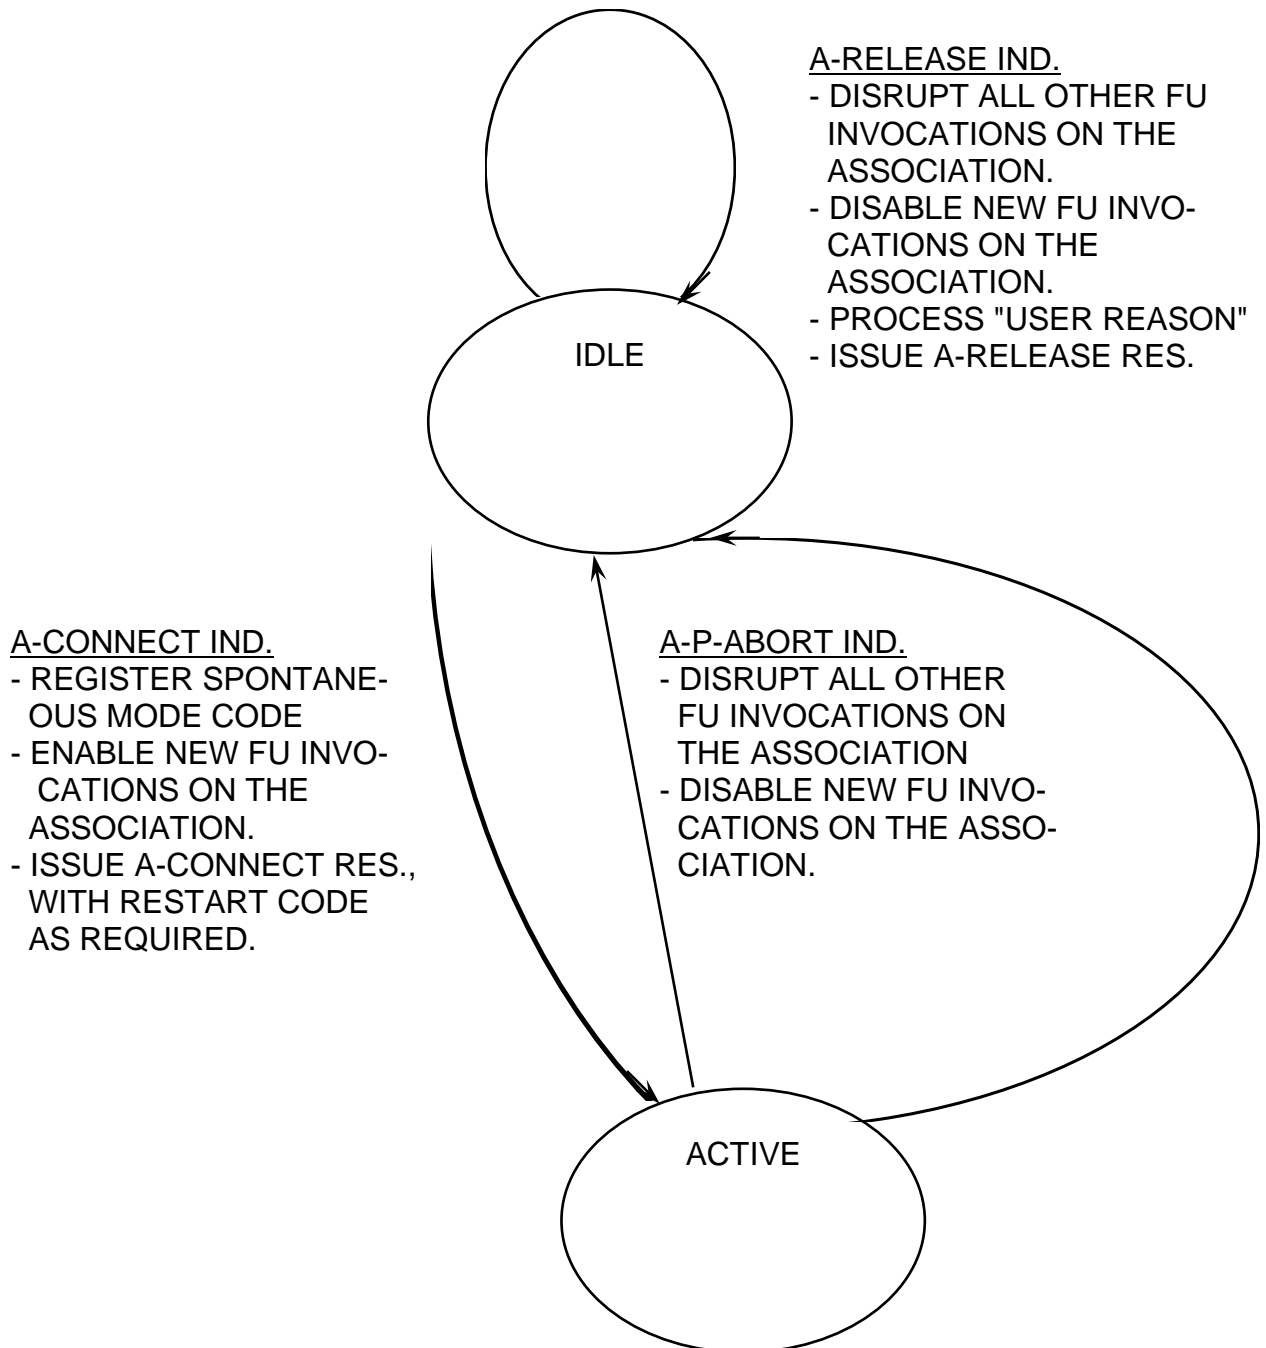 A-RELEASE IND.
- DISRUPT ALL OTHER FU
INVOCATIONS ON THE
ASSOCIATION.
- DISABLE NEW FU INVO-
CATIONS ON THE
ASSOCIATION.
- PROCESS "USER REASON"
- ISSUE A-RELEASE RES.
IDLE
A-CONNECT IND.
- REGISTER SPONTANE-
OUS MODE CODE
- ENABLE NEW FU INVO-
CATIONS ON THE
ASSOCIATION.
- ISSUE A-CONNECT RES.,
WITH RESTART CODE
AS REQUIRED.
A-P-ABORT IND.
- DISRUPT ALL OTHER
FU INVOCATIONS ON
THE ASSOCIATION
- DISABLE NEW FU INVO-
CATIONS ON THE ASSO-
CIATION.
ACTIVE